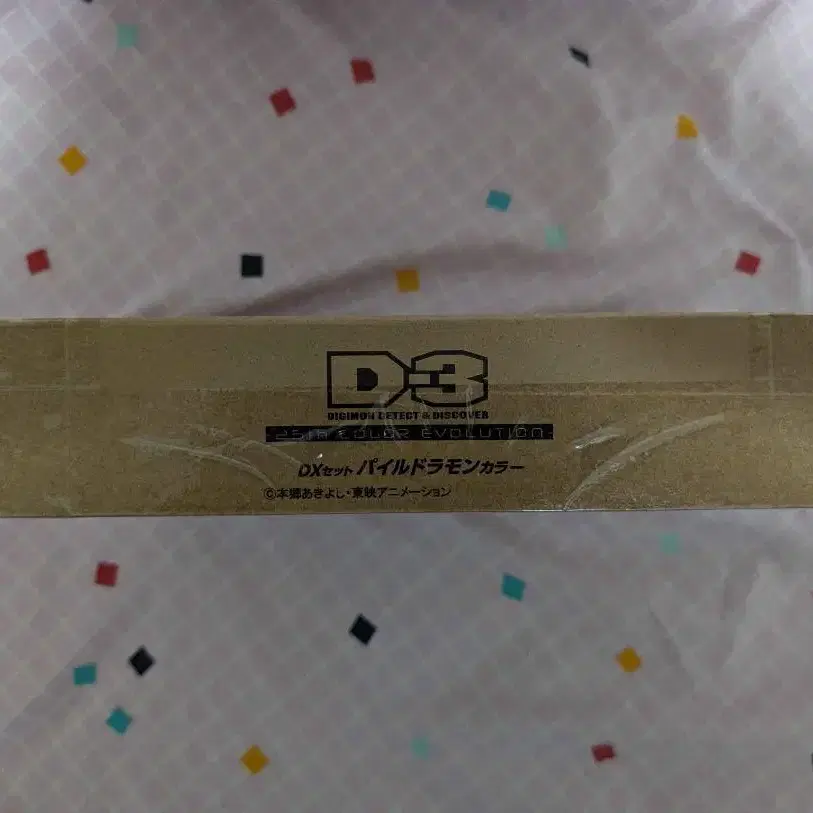 D-3
DIGIMON DETECT & DISCOVER
25th COLOR EVOLUTION
DXセット パイルドラモンカラー
©本郷あきよし・東映アニメーション